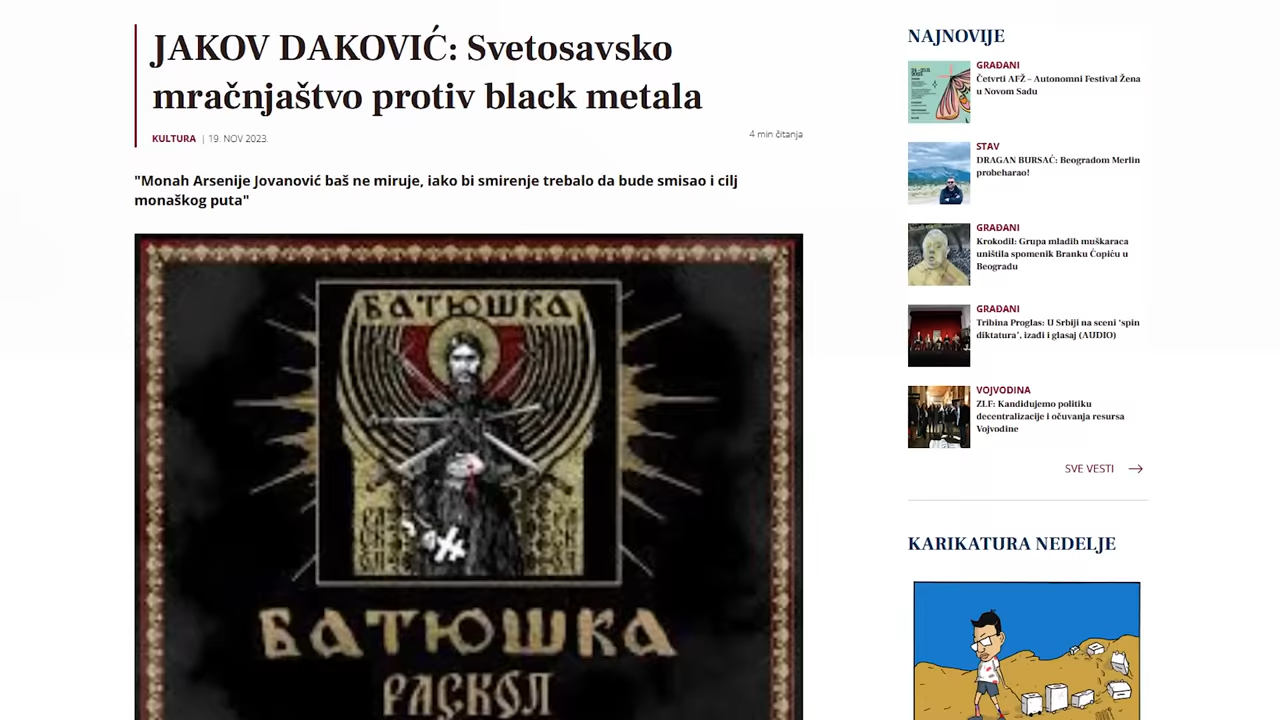 JAKOV DAKOVIĆ: Svetosavsko
mračnjaštvo protiv black metala
KULTURA | 19. NOV 2023.
4 min čitanja
"Monah Arsenije Jovanović baš ne miruje, iako bi smirenje trebalo da bude smisao i cilj
monaškog puta"
БАТЮШКА
БАТЮШКА
РАСКОЛ
NAJNOVIJE
GRAĐANI
Četvrti AFŽ – Autonomni Festival Žena
u Novom Sadu
STAV
DRAGAN BURSAĆ: Beogradom Merlin
probeharao!
GRAĐANI
Krokodil: Grupa mladih muškaraca
uništila spomenik Branku Ćopiću u
Beogradu
GRAĐANI
Tribina Proglas: U Srbiji na sceni 'spin
diktatura', izađi i glasaj (AUDIO)
VOJVODINA
ZLF: Kandidujemo politiku
decentralizacije i očuvanja resursa
Vojvodine
SVE VESTI →
KARIKATURA NEDELJE